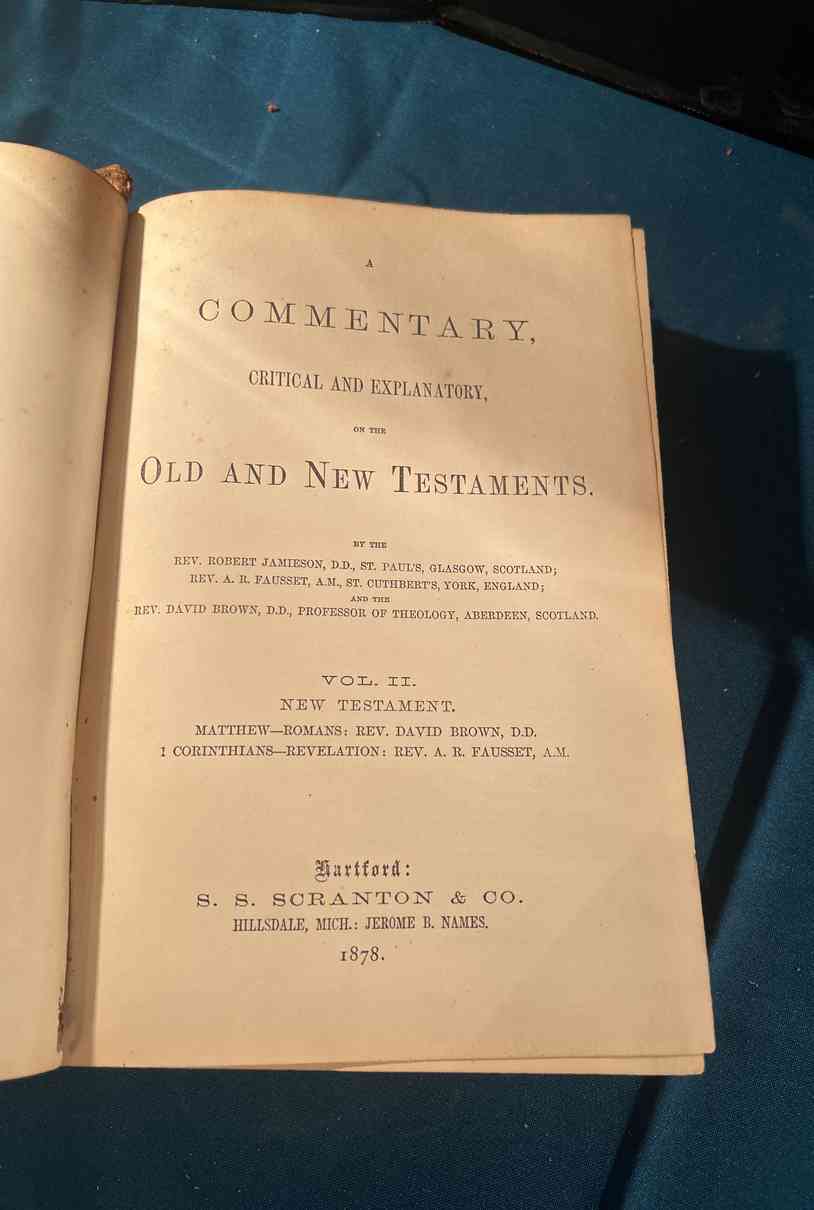 A
COMMENTARY,
CRITICAL AND EXPLANATORY,
ON THE
OLD AND NEW TESTAMENTS.
BY THE
REV. ROBERT JAMIESON, D.D., ST. PAUL'S, GLASGOW, SCOTLAND;
REV. A. R. FAUSSET, A.M., ST. CUTHBERT'S, YORK, ENGLAND;
AND THE
REV. DAVID BROWN, D.D., PROFESSOR OF THEOLOGY, ABERDEEN, SCOTLAND.
VOL. II.
NEW TESTAMENT.
MATTHEW—ROMANS: REV. DAVID BROWN, D.D.
1 CORINTHIANS—REVELATION: REV. A. R. FAUSSET, A.M.
Hartford:
S. S. SCRANTON & CO.
HILLSDALE, MICH.: JEROME B. NAMES.
1878.